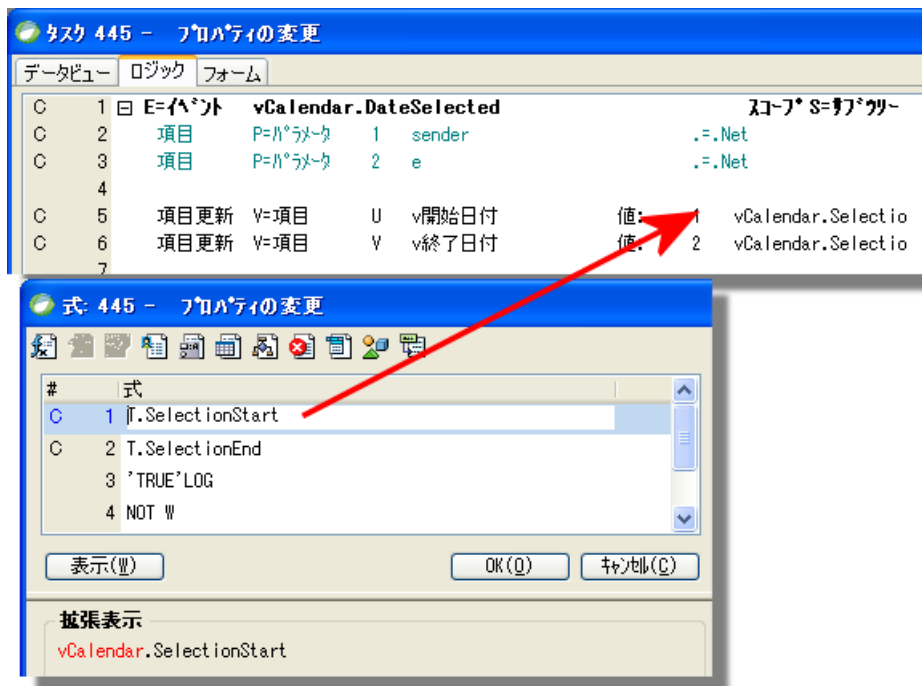 ﾀｽｸ 445 - ﾌﾟﾛﾊﾟﾃｨの変更
データビュー ロジック フォーム
C 1 E=ｲﾍﾞﾝﾄ vCalendar.DateSelected ｽｺｰﾌﾟ S=ｻﾌﾞﾂﾘｰ
C 2 項目 P=ﾊﾟﾗﾒｰﾀ 1 sender .=.Net
C 3 項目 P=ﾊﾟﾗﾒｰﾀ 2 e .=.Net
4
C 5 項目更新 V=項目 U v開始日付 値: 1 vCalendar.Selectio
C 6 項目更新 V=項目 V v終了日付 値: 2 vCalendar.Selectio
7
式: 445 - ﾌﾟﾛﾊﾟﾃｨの変更
# 式
C 1 T.SelectionStart
C 2 T.SelectionEnd
3 'TRUE'LOG
4 NOT W
表示(W) OK(O) ｷｬﾝｾﾙ(C)
拡張表示
vCalendar.SelectionStart